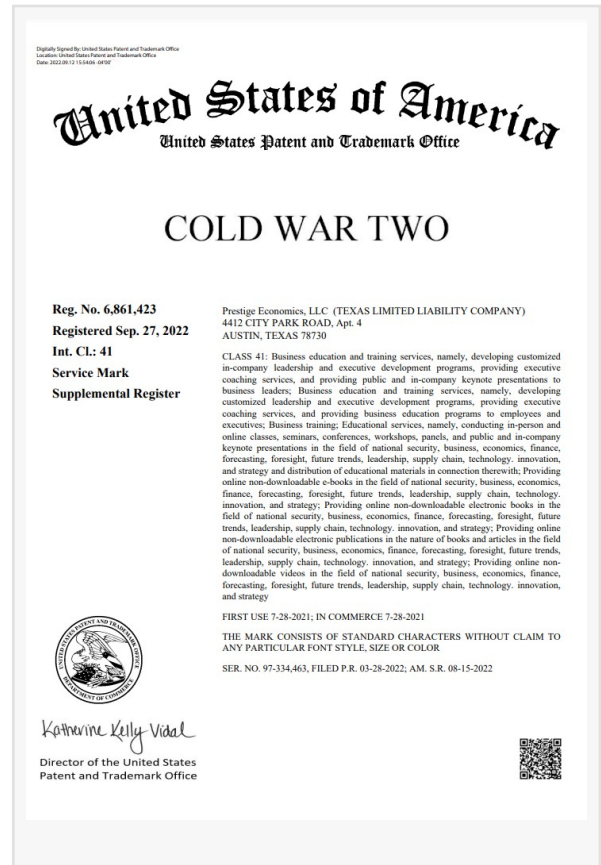 Digitally Signed By: United States Patent and Trademark Office
Location: United States Patent and Trademark Office
Date: 2022.09.12 15:54:06 -04'00'
United States of America
United States Patent and Trademark Office
COLD WAR TWO
Reg. No. 6,861,423
Registered Sep. 27, 2022
Int. Cl.: 41
Service Mark
Supplemental Register
Prestige Economics, LLC (TEXAS LIMITED LIABILITY COMPANY)
4412 CITY PARK ROAD, Apt. 4
AUSTIN, TEXAS 78730
CLASS 41: Business education and training services, namely, developing customized
in-company leadership and executive development programs, providing executive
coaching services, and providing public and in-company keynote presentations to
business leaders; Business education and training services, namely, developing
customized leadership and executive development programs, providing executive
coaching services, and providing business education programs to employees and
executives; Business training; Educational services, namely, conducting in-person and
online classes, seminars, conferences, workshops, panels, and public and in-company
keynote presentations in the field of national security, business, economics, finance,
forecasting, foresight, future trends, leadership, supply chain, technology. innovation,
and strategy and distribution of educational materials in connection therewith; Providing
online non-downloadable e-books in the field of national security, business, economics,
finance, forecasting, foresight, future trends, leadership, supply chain, technology.
innovation, and strategy; Providing online non-downloadable electronic books in the
field of national security, business, economics, finance, forecasting, foresight, future
trends, leadership, supply chain, technology. innovation, and strategy; Providing online
non-downloadable electronic publications in the nature of books and articles in the field
of national security, business, economics, finance, forecasting, foresight, future trends,
leadership, supply chain, technology. innovation, and strategy; Providing online non-
downloadable videos in the field of national security, business, economics, finance,
forecasting, foresight, future trends, leadership, supply chain, technology. innovation,
and strategy
FIRST USE 7-28-2021; IN COMMERCE 7-28-2021
THE MARK CONSISTS OF STANDARD CHARACTERS WITHOUT CLAIM TO
ANY PARTICULAR FONT STYLE, SIZE OR COLOR
SER. NO. 97-334,463, FILED P.R. 03-28-2022; AM. S.R. 08-15-2022
UNITED STATES PATENT AND TRADEMARK OFFICE
DEPARTMENT OF COMMERCE
Katherine Kelly Vidal
Director of the United States
Patent and Trademark Office